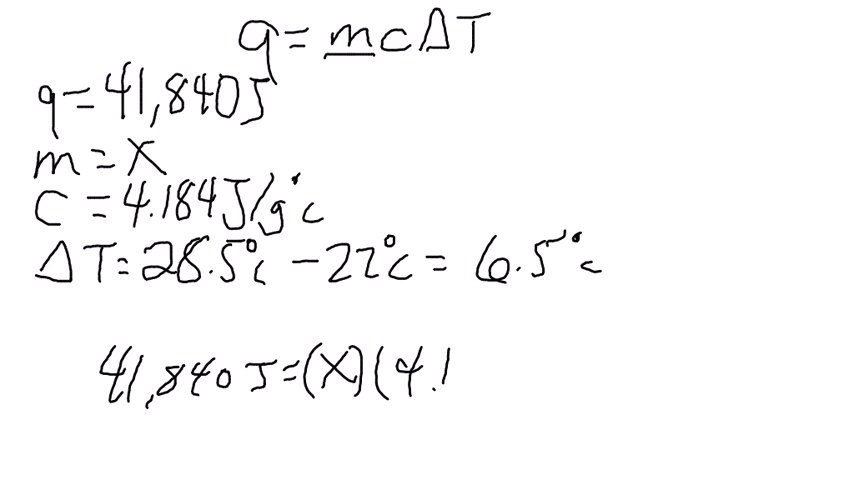 q = mcΔT
q = 41,840J
m = X
C = 4.184J/g°c
ΔT = 28.5°c - 22°c = 6.5°c
41,840J = (X)(4.1